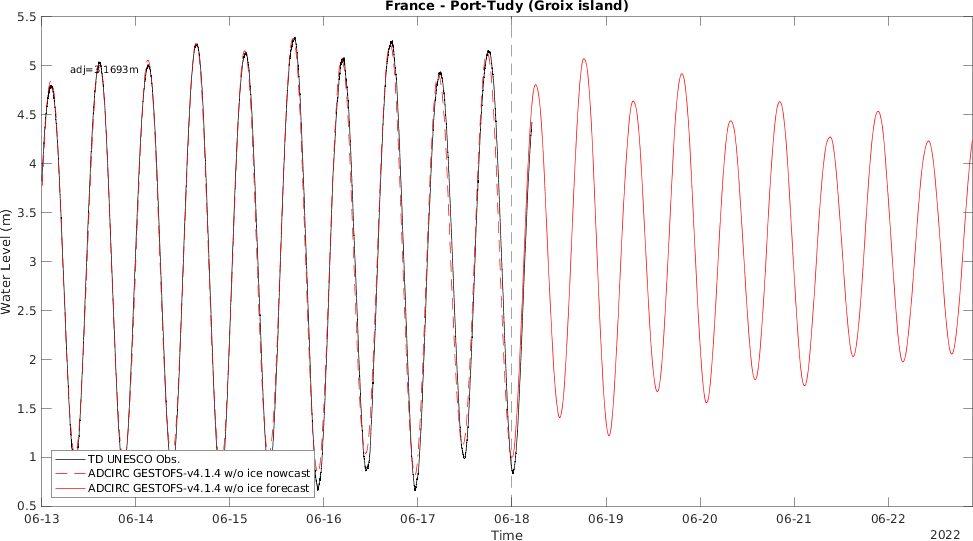 France - Port-Tudy (Groix island)
5.5
5
4.5
4
3.5
3
2.5
2
1.5
1
0.5
Water Level (m)
adj=3.1693m
TD UNESCO Obs.
ADCIRC GESTOFS-v4.1.4 w/o ice nowcast
ADCIRC GESTOFS-v4.1.4 w/o ice forecast
06-13 06-14 06-15 06-16 06-17 06-18 06-19 06-20 06-21 06-22
Time
2022